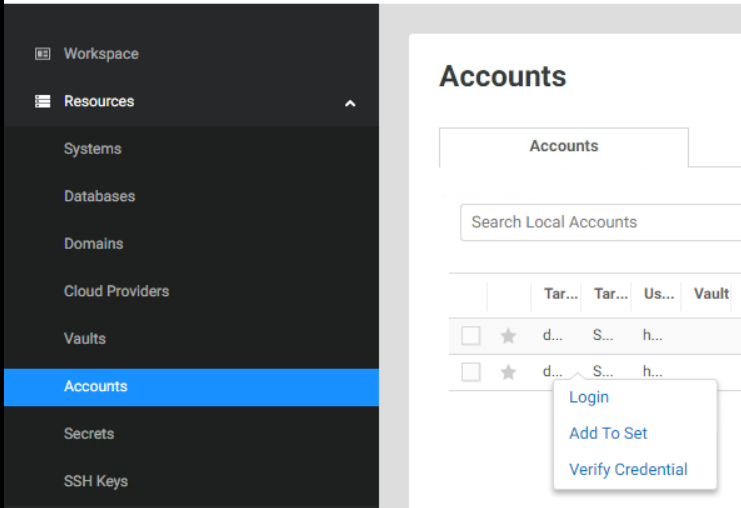 Workspace
Resources
Systems
Databases
Domains
Cloud Providers
Vaults
Accounts
Secrets
SSH Keys
Accounts
Accounts
Search Local Accounts
Tar... Tar... Us... Vault
d... S... h...
d... S... h...
Login
Add To Set
Verify Credential